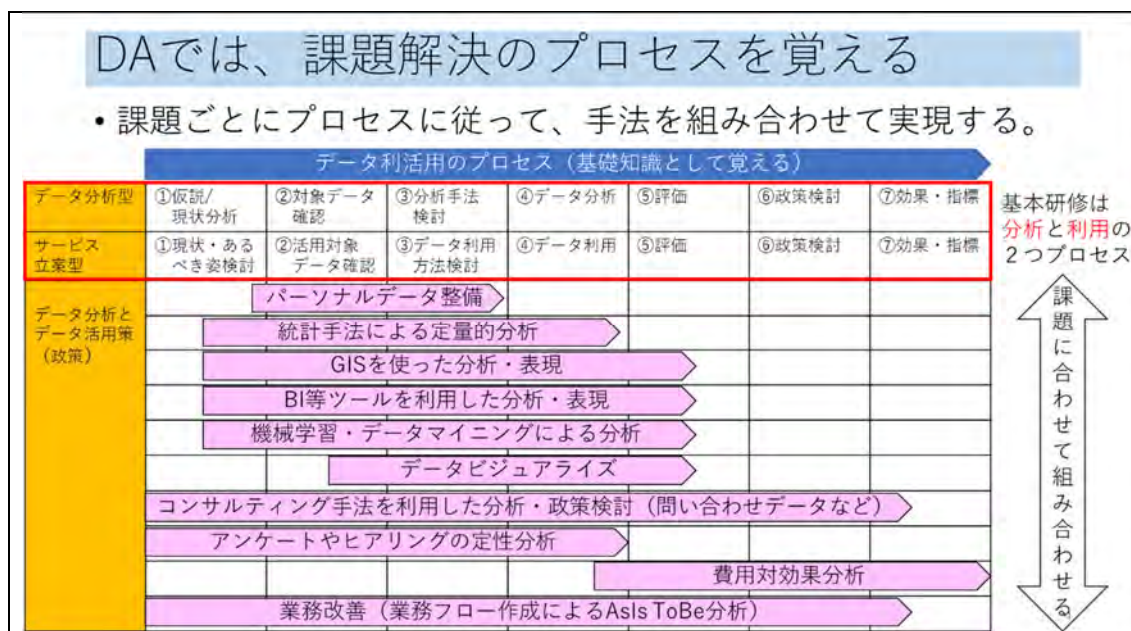 DAでは、課題解決のプロセスを覚える
・課題ごとにプロセスに従って、手法を組み合わせて実現する。
データ利活用のプロセス（基礎知識として覚える）
データ分析型
①仮説/
現状分析
②対象データ
確認
③分析手法
検討
④データ分析
⑤評価
⑥政策検討
⑦効果・指標
サービス
立案型
①現状・ある
べき姿検討
②活用対象
データ確認
③データ利用
方法検討
④データ利用
⑤評価
⑥政策検討
⑦効果・指標
基本研修は
分析と利用の
２つプロセス
データ分析と
データ活用策
（政策）
パーソナルデータ整備
統計手法による定量的分析
GISを使った分析・表現
BI等ツールを利用した分析・表現
機械学習・データマイニングによる分析
データビジュアライズ
コンサルティング手法を利用した分析・政策検討（問い合わせデータなど）
アンケートやヒアリングの定性分析
費用対効果分析
業務改善（業務フロー作成によるAsIs ToBe分析）
課題に合わせて組み合わせる